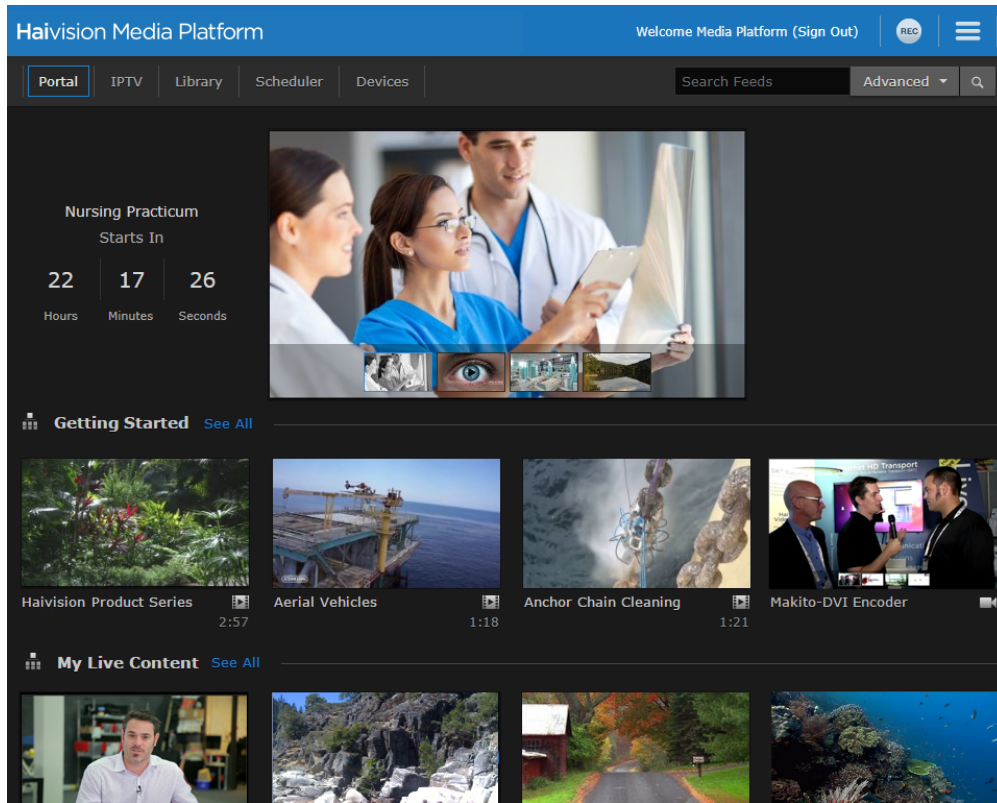 Haivision Media Platform
Welcome Media Platform (Sign Out)
REC
Portal
IPTV
Library
Scheduler
Devices
Search Feeds
Advanced
Nursing Practicum
Starts In
22 17 26
Hours Minutes Seconds
Getting Started See All
HD Transport
Haivision Product Series
2:57
Aerial Vehicles
1:18
Anchor Chain Cleaning
1:21
Makito-DVI Encoder
My Live Content See All